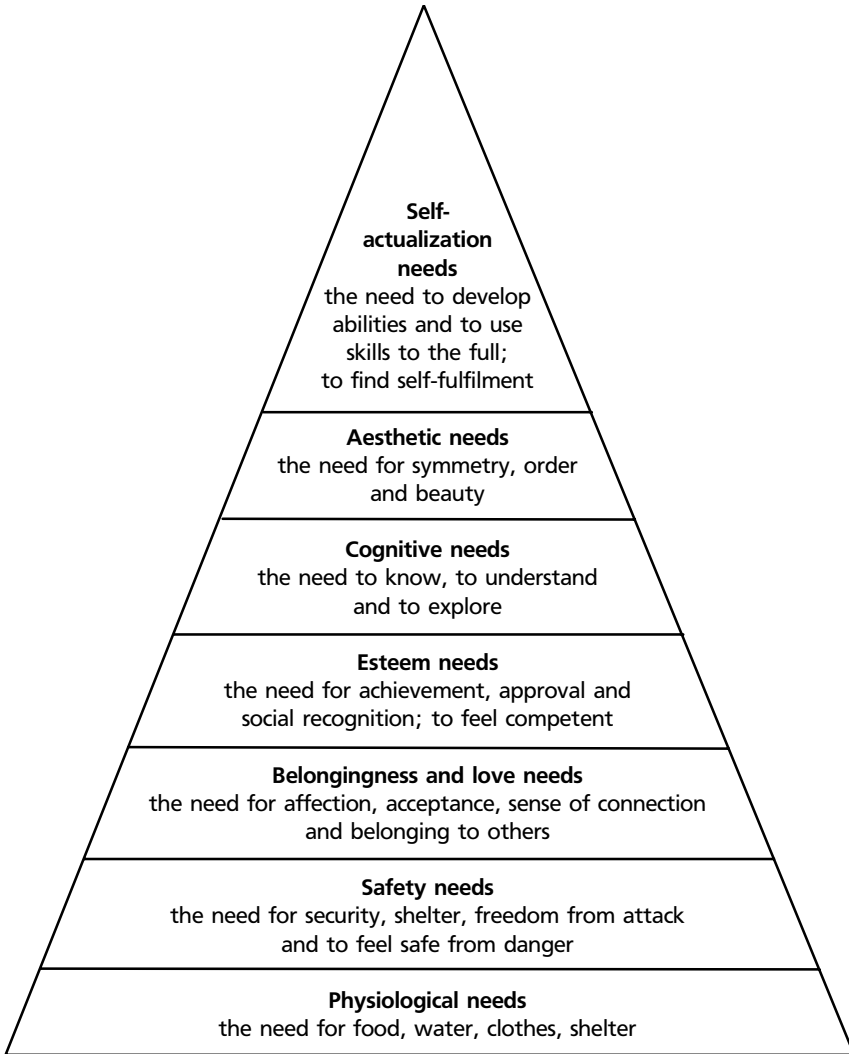 Self-
actualization
needs
the need to develop
abilities and to use
skills to the full;
to find self-fulfilment
Aesthetic needs
the need for symmetry, order
and beauty
Cognitive needs
the need to know, to understand
and to explore
Esteem needs
the need for achievement, approval and
social recognition; to feel competent
Belongingness and love needs
the need for affection, acceptance, sense of connection
and belonging to others
Safety needs
the need for security, shelter, freedom from attack
and to feel safe from danger
Physiological needs
the need for food, water, clothes, shelter